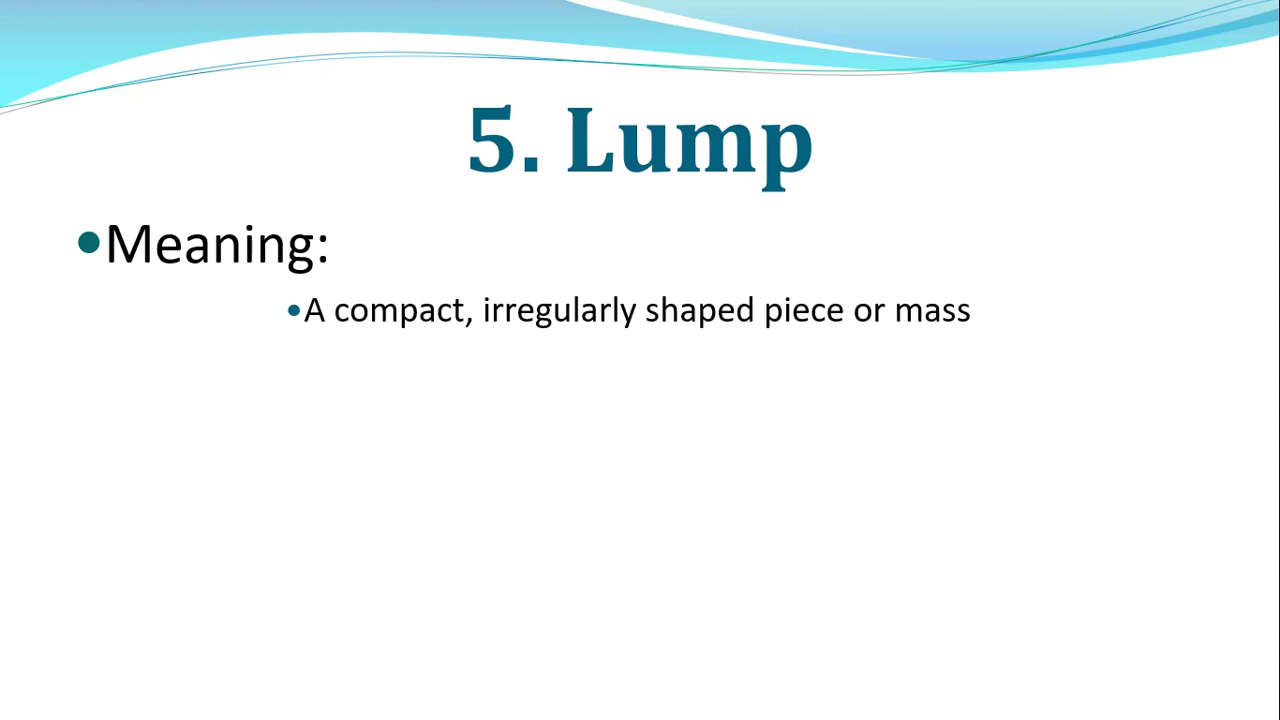 5. Lump
•Meaning:
•A compact, irregularly shaped piece or mass